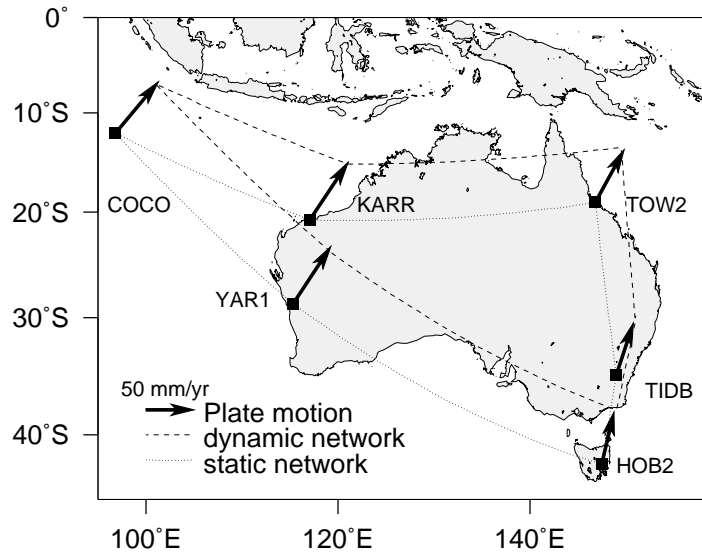 0˚
10˚S
20˚S
30˚S
40˚S
COCO
KARR
TOW2
YAR1
TIDB
HOB2
50 mm/yr
Plate motion
dynamic network
static network
100˚E
120˚E
140˚E